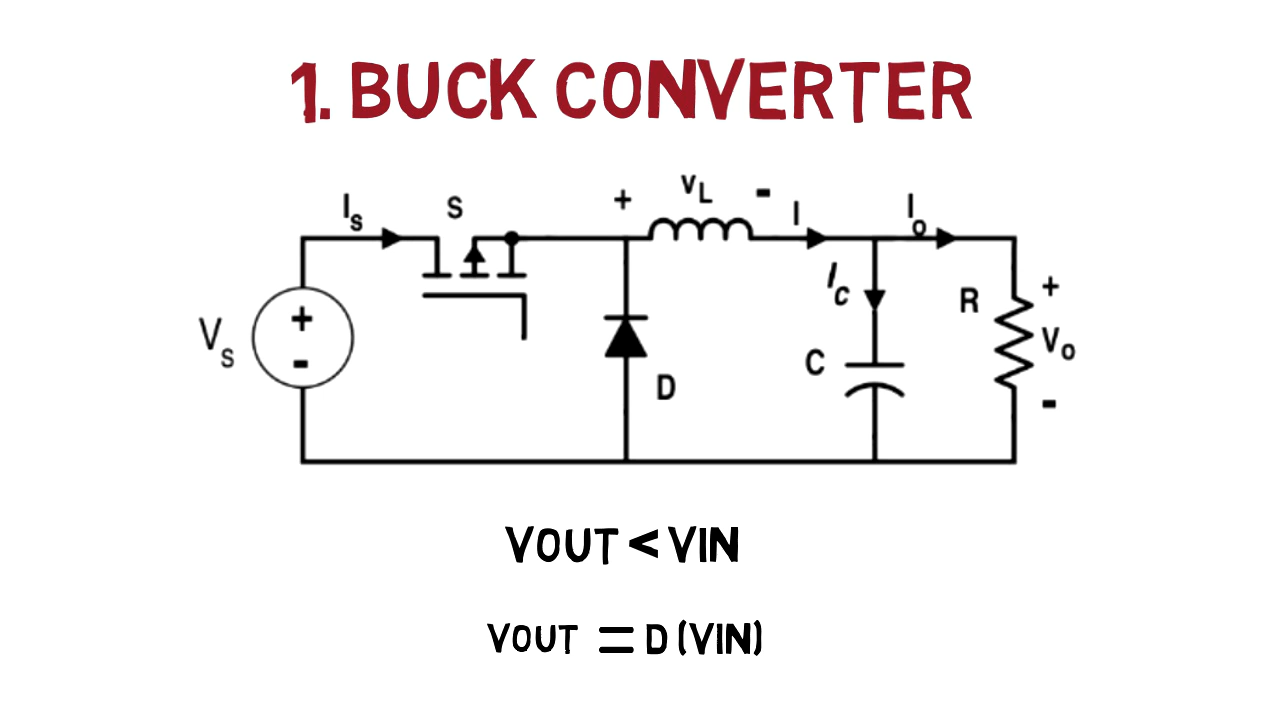 1. BUCK CONVERTER
Is
S
+
vL
-
I
Io
Vs
+
-
Ic
C
D
R
+
Vo
-
VOUT < VIN
VOUT = D (VIN)